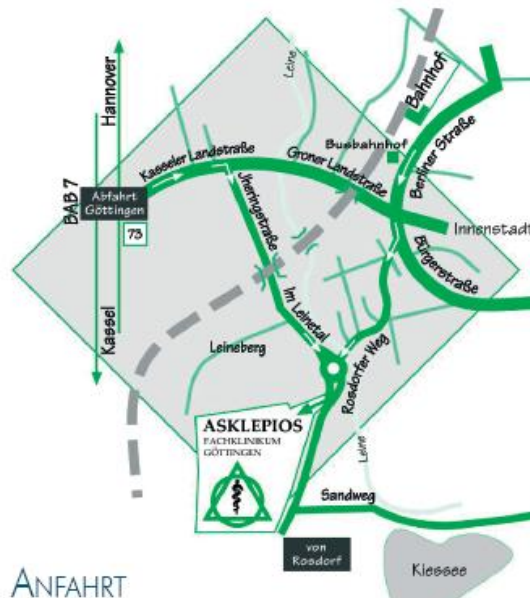 Hannover
BAB 7
Kassel
Abfahrt
Göttingen
73
Kasseler Landstraße
Jheringstraße
Im Leinetal
Leineberg
Leine
Groner Landstraße
Bahnhof
Busbahnhof
Berliner Straße
Innenstadt
Bürgerstraße
Rosdorfer Weg
ASKLEPIOS
FACHKLINIKUM
GÖTTINGEN
Leine
Sandweg
von
Rosdorf
Kiessee
ANFAHRT